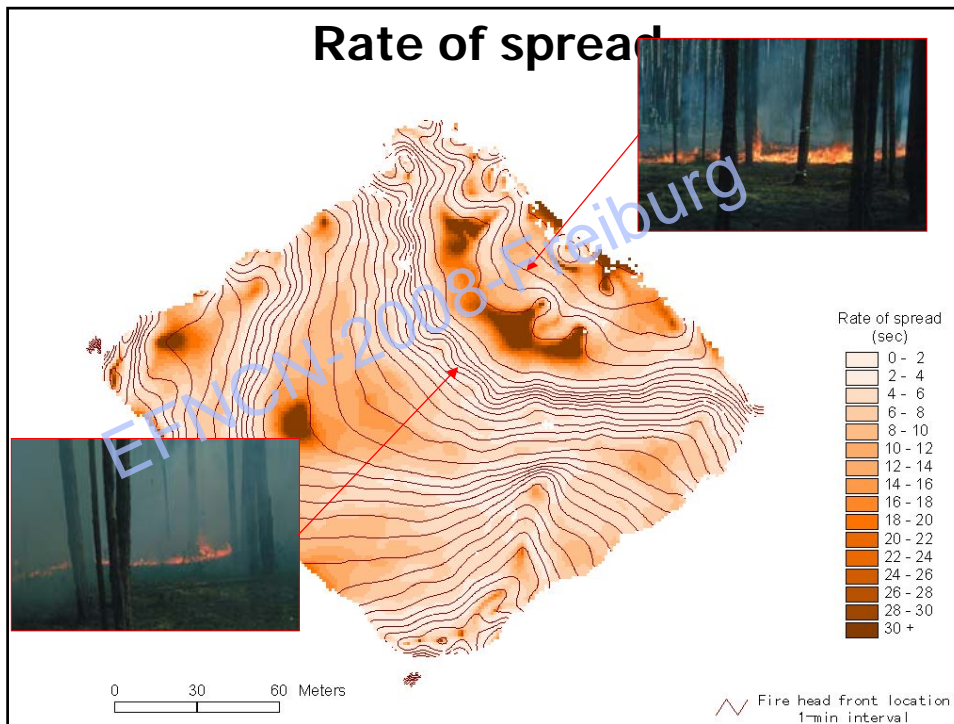 Rate of spread
EFNCN-2008-Freiburg
Rate of spread
(sec)
0 - 2
2 - 4
4 - 6
6 - 8
8 - 10
10 - 12
12 - 14
14 - 16
16 - 18
18 - 20
20 - 22
22 - 24
24 - 26
26 - 28
28 - 30
30 +
0 30 60 Meters
Fire head front location
1-min interval